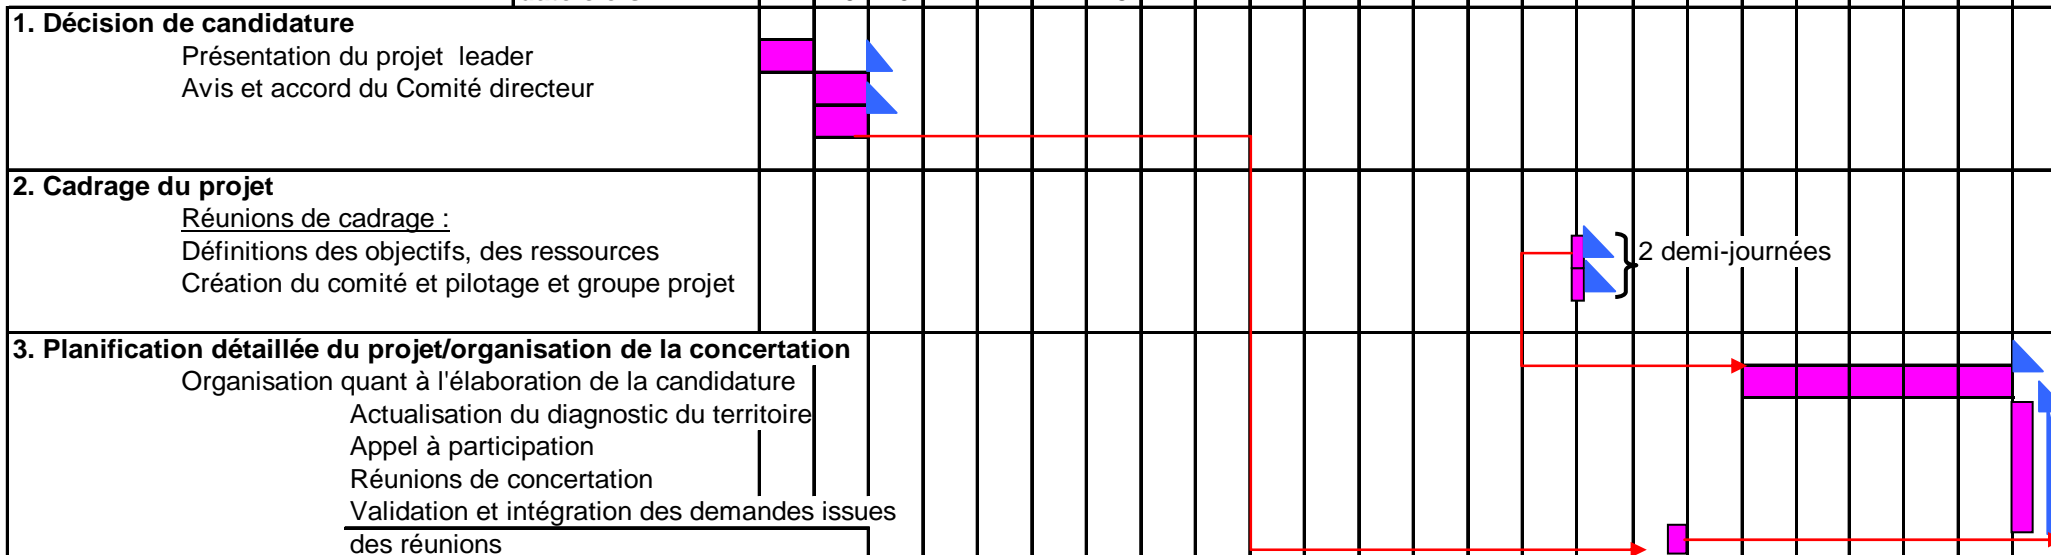 1. Décision de candidature
Présentation du projet  leader
Avis et accord du Comité directeur
2. Cadrage du projet
Réunions de cadrage :
Définitions des objectifs, des ressources
2 demi-journées
Création du comité et pilotage et groupe projet
3. Planification détaillée du projet/organisation de la concertation
Organisation quant à l'élaboration de la candidature
Actualisation du diagnostic du territoire
Appel à participation
Réunions de concertation
Validation et intégration des demandes issues
des réunions